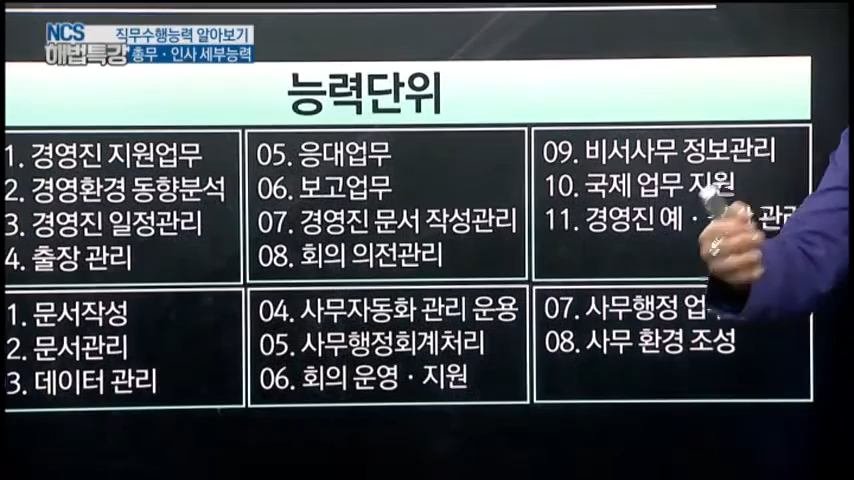 NCS 직무수행능력 알아보기
해법특강 총무 · 인사 세부능력
능력단위
1. 경영진 지원업무
2. 경영환경 동향분석
3. 경영진 일정관리
4. 출장 관리
05. 응대업무
06. 보고업무
07. 경영진 문서 작성관리
08. 회의 의전관리
09. 비서사무 정보관리
10. 국제 업무 지원
11. 경영진 예 ·
1. 문서작성
2. 문서관리
3. 데이터 관리
04. 사무자동화 관리 운용
05. 사무행정회계처리
06. 회의 운영 · 지원
07. 사무행정
08. 사무 환경 조성